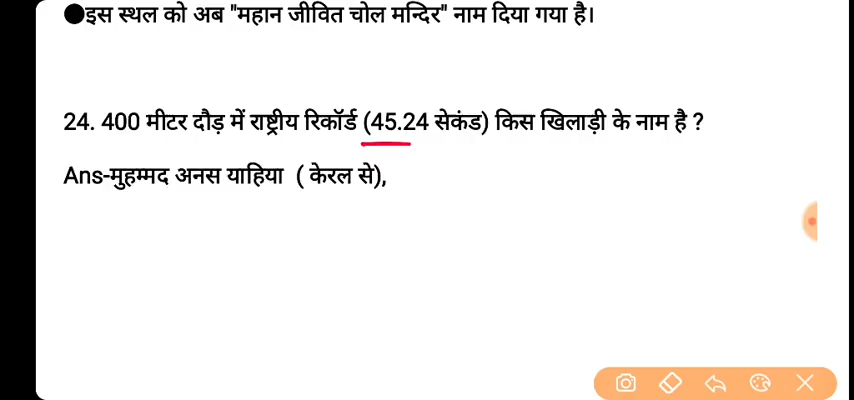 ●इस स्थल को अब "महान जीवित चोल मन्दिर" नाम दिया गया है।
24. 400 मीटर दौड़ में राष्ट्रीय रिकॉर्ड (45.24 सेकंड) किस खिलाड़ी के नाम है ?
Ans-मुहम्मद अनस याहिया ( केरल से),